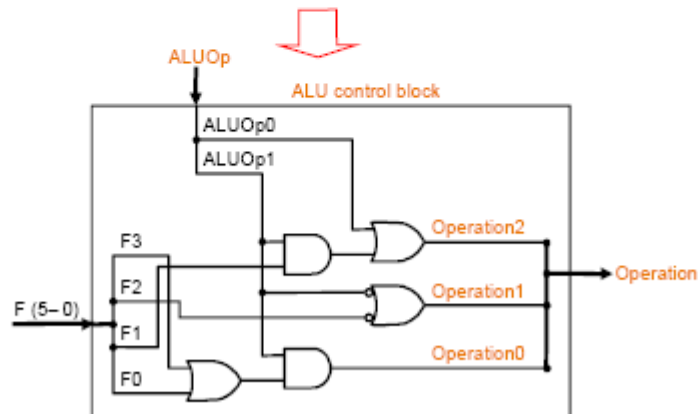 ALUOp
ALU control block
ALUOp0
ALUOp1
Operation2
F3
Operation
F2
Operation1
F (5– 0)
F1
Operation0
F0